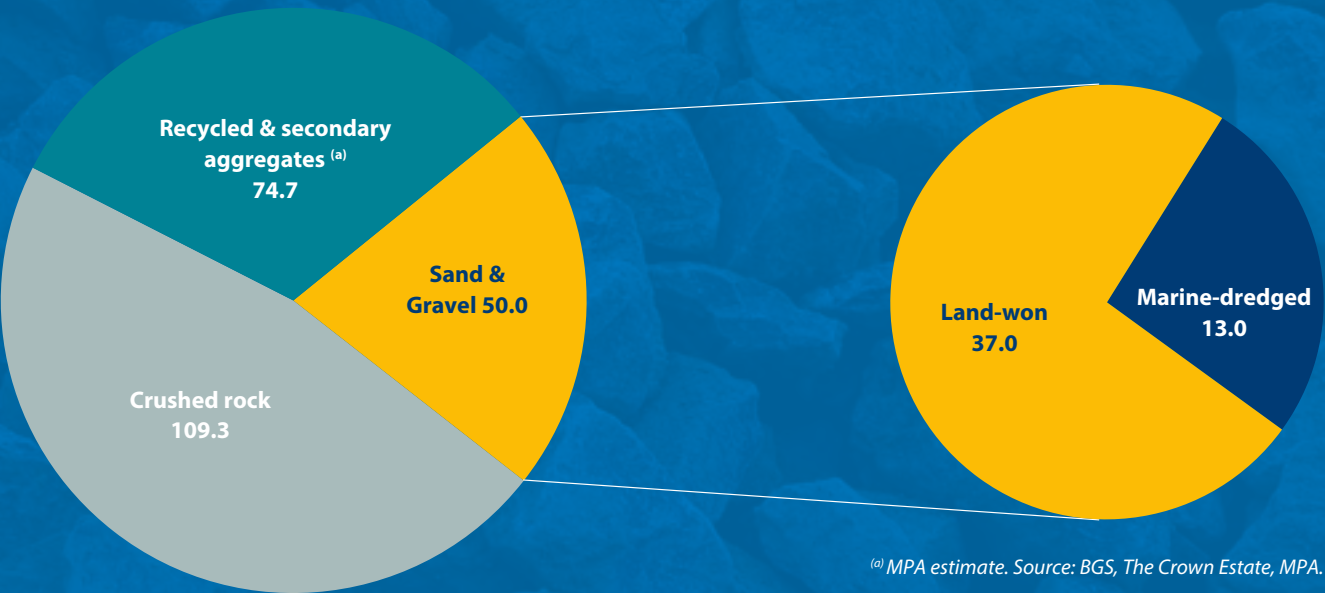 Recycled & secondary
aggregates (a)
74.7
Sand &
Gravel 50.0
Crushed rock
109.3
Land-won
37.0
Marine-dredged
13.0
(a) MPA estimate. Source: BGS, The Crown Estate, MPA.